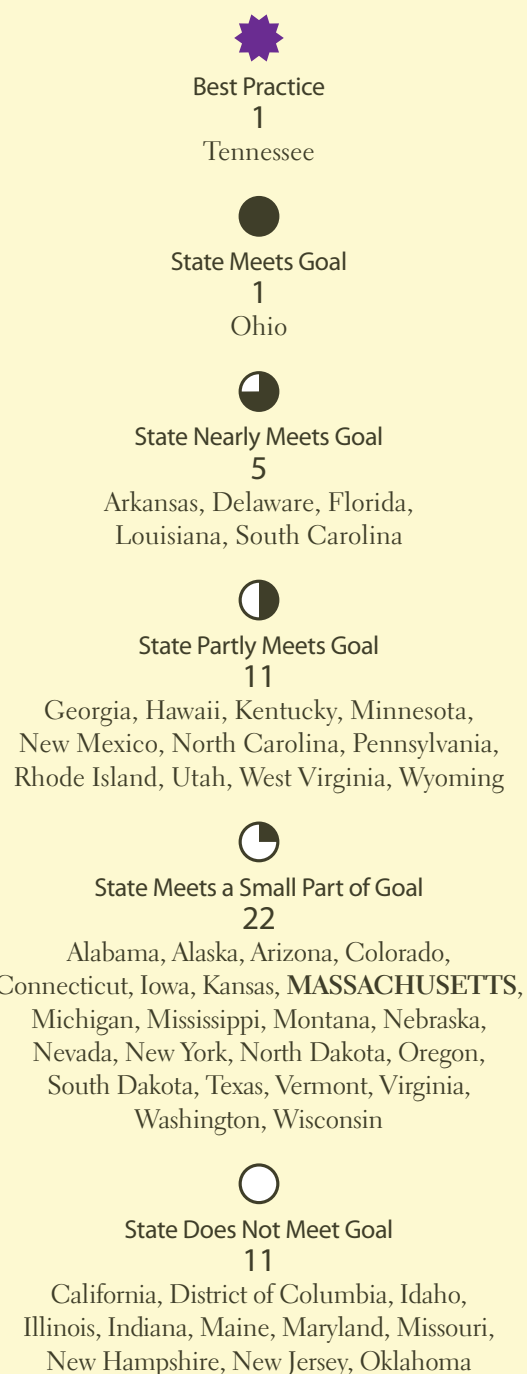 Best Practice
1
Tennessee
State Meets Goal
1
Ohio
State Nearly Meets Goal
5
Arkansas, Delaware, Florida,
Louisiana, South Carolina
State Partly Meets Goal
11
Georgia, Hawaii, Kentucky, Minnesota,
New Mexico, North Carolina, Pennsylvania,
Rhode Island, Utah, West Virginia, Wyoming
State Meets a Small Part of Goal
22
Alabama, Alaska, Arizona, Colorado,
Connecticut, Iowa, Kansas, MASSACHUSETTS,
Michigan, Mississippi, Montana, Nebraska,
Nevada, New York, North Dakota, Oregon,
South Dakota, Texas, Vermont, Virginia,
Washington, Wisconsin
State Does Not Meet Goal
11
California, District of Columbia, Idaho,
Illinois, Indiana, Maine, Maryland, Missouri,
New Hampshire, New Jersey, Oklahoma